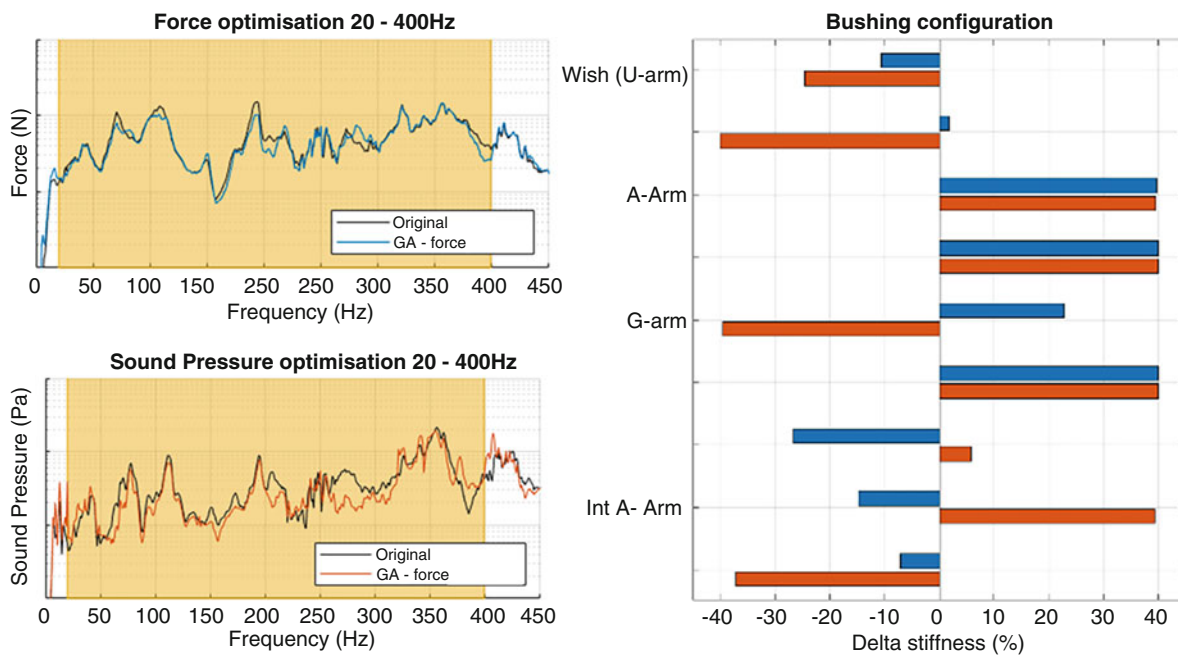 Force optimisation 20 - 400Hz
Force (N)
Original
GA - force
0 50 100 150 200 250 300 350 400 450
Frequency (Hz)
Sound Pressure optimisation 20 - 400Hz
Sound Pressure (Pa)
Original
GA - force
0 50 100 150 200 250 300 350 400 450
Frequency (Hz)
Bushing configuration
Wish (U-arm)
A-Arm
G-arm
Int A- Arm
-40 -30 -20 -10 0 10 20 30 40
Delta stiffness (%)